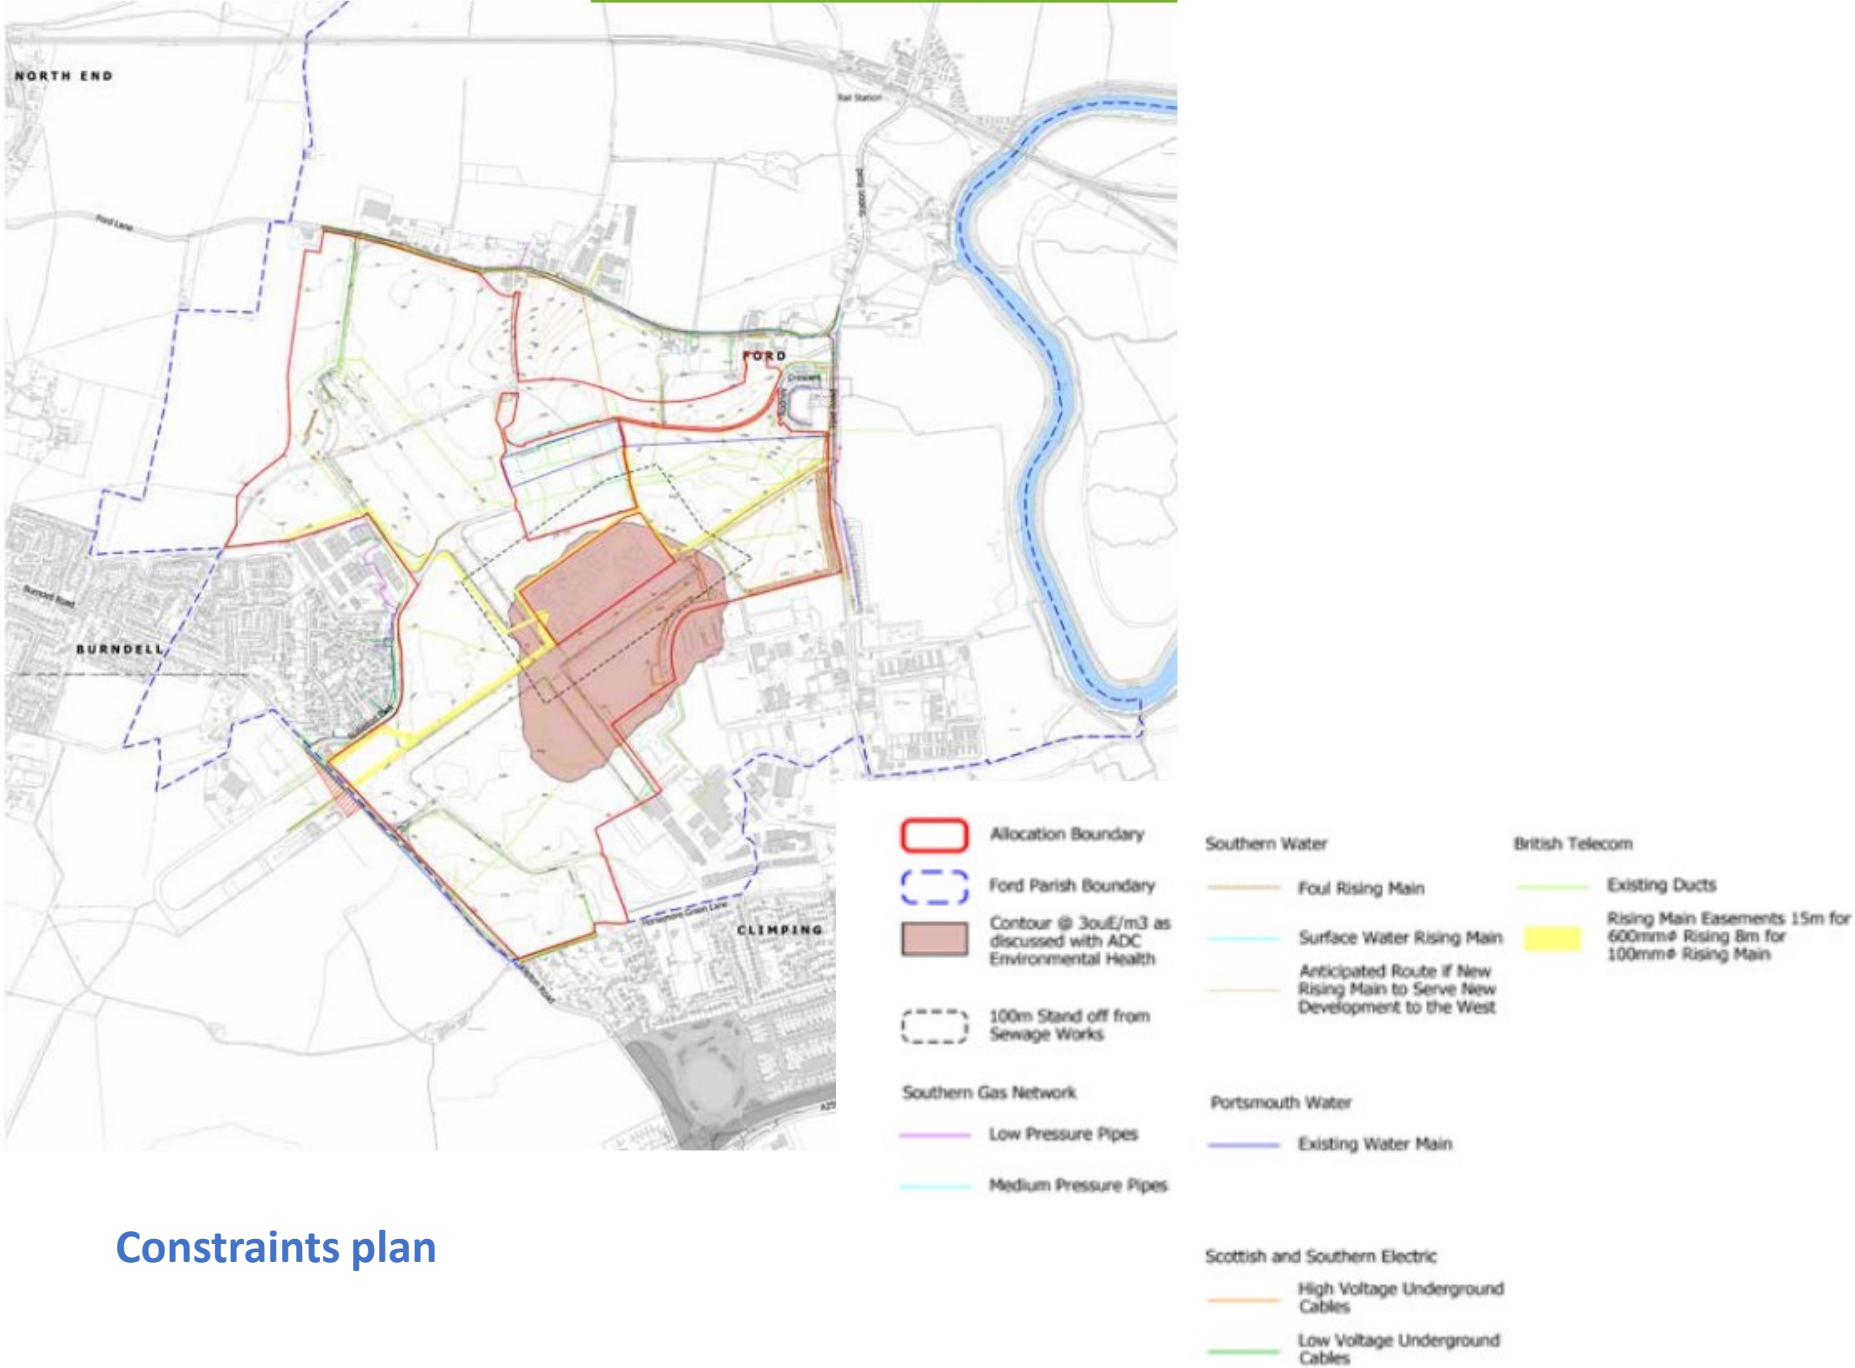 NORTH END
Rail Station
Station Road
Ford Lane
FORD
Crescent
Burndell Road
BURNDELL
Horsemere Green Lane
CLIMPING
A259
Constraints plan
Allocation Boundary
Ford Parish Boundary
Contour @ 3ouE/m3 as
discussed with ADC
Environmental Health
100m Stand off from
Sewage Works
Southern Gas Network
Low Pressure Pipes
Medium Pressure Pipes
Southern Water
Foul Rising Main
Surface Water Rising Main
Anticipated Route if New
Rising Main to Serve New
Development to the West
Portsmouth Water
Existing Water Main
Scottish and Southern Electric
High Voltage Underground
Cables
Low Voltage Underground
Cables
British Telecom
Existing Ducts
Rising Main Easements 15m for
600mmø Rising 8m for
100mmø Rising Main